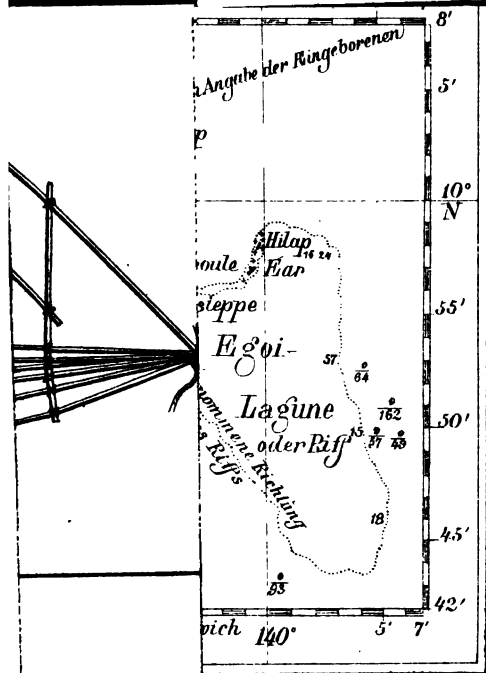 8'
h Angabe der Eingeborenen
5'
p
10°
N
Hilap
16 24
oule
Ear
steppe
55'
Egoi-
57
64
Lagune
162
50'
oder Riff
15
37
49
ommene Richtung
s Riffs
18
45'
93
42'
wich
140°
5'
7'